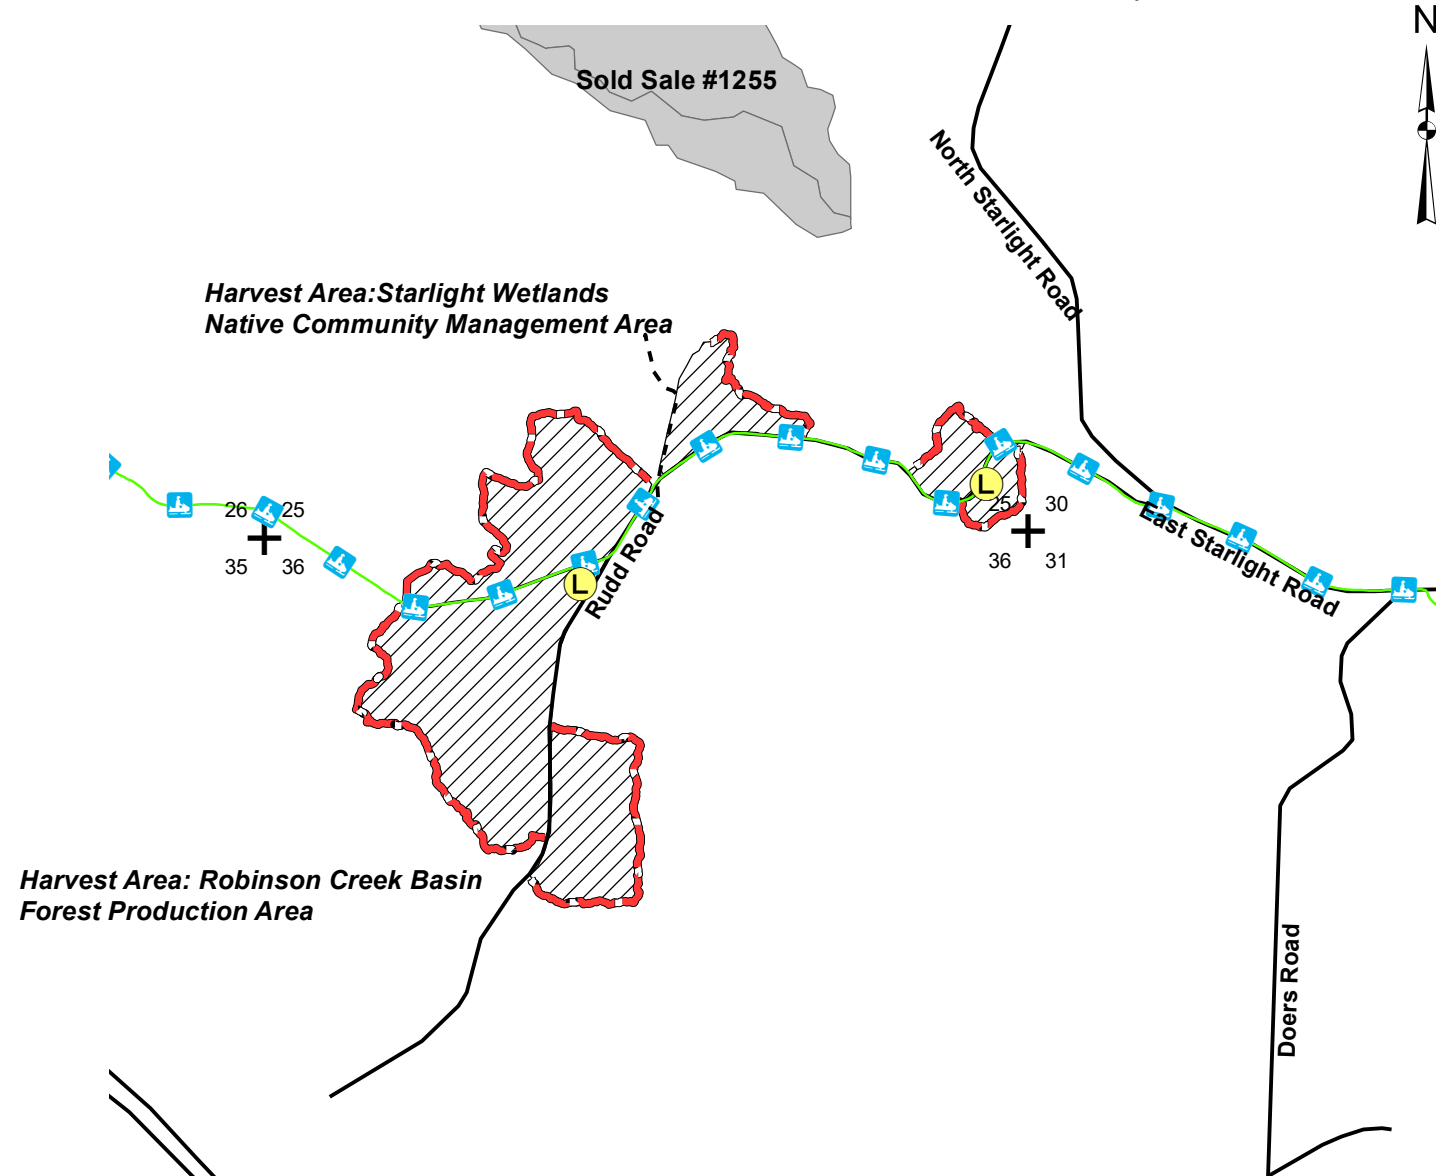 N
Sold Sale #1255
North Starlight Road
Harvest Area:Starlight Wetlands
Native Community Management Area
26 25
35 36
L
25 30
36 31
East Starlight Road
L
Rudd Road
Harvest Area: Robinson Creek Basin
Forest Production Area
Doers Road